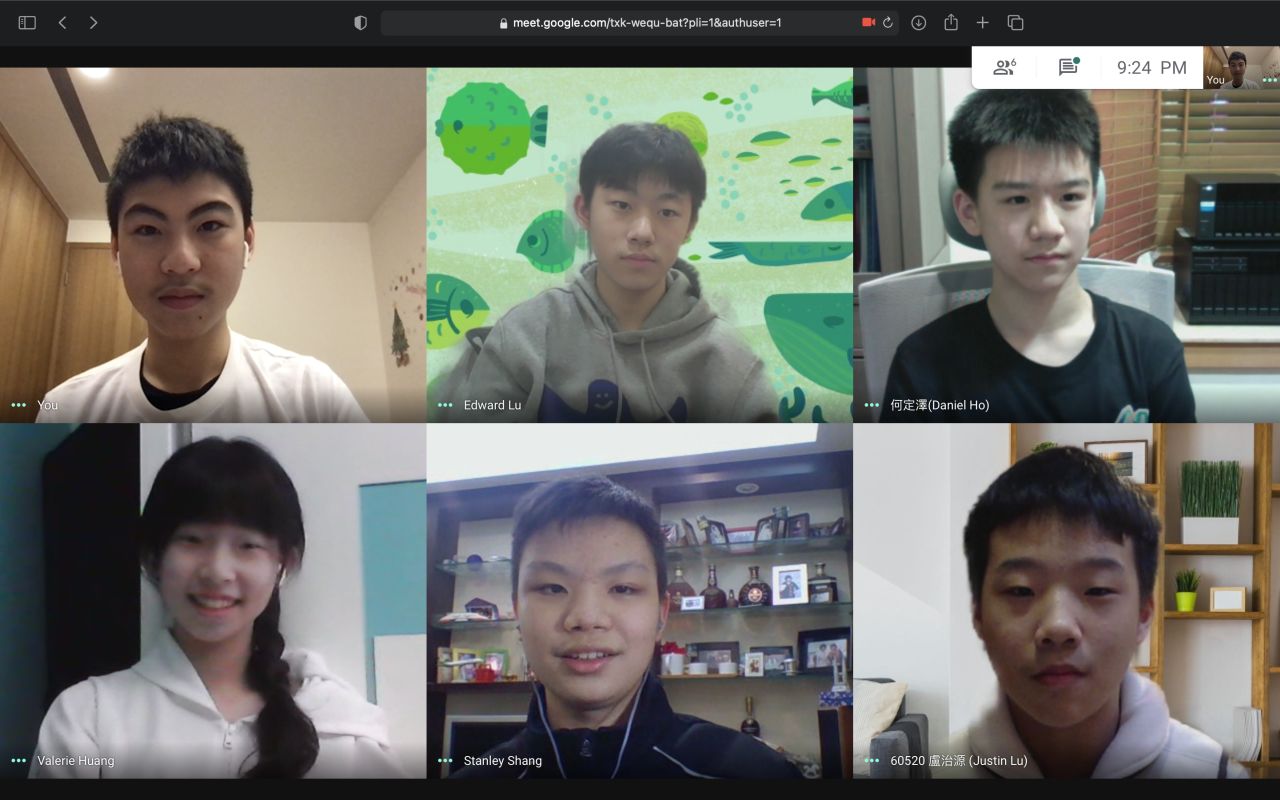 meet.google.com/txk-wequ-bat?pli=1&authuser=1
6
9:24 PM
You
You
Edward Lu
何定澤(Daniel Ho)
Valerie Huang
Stanley Shang
60520 盧治源 (Justin Lu)